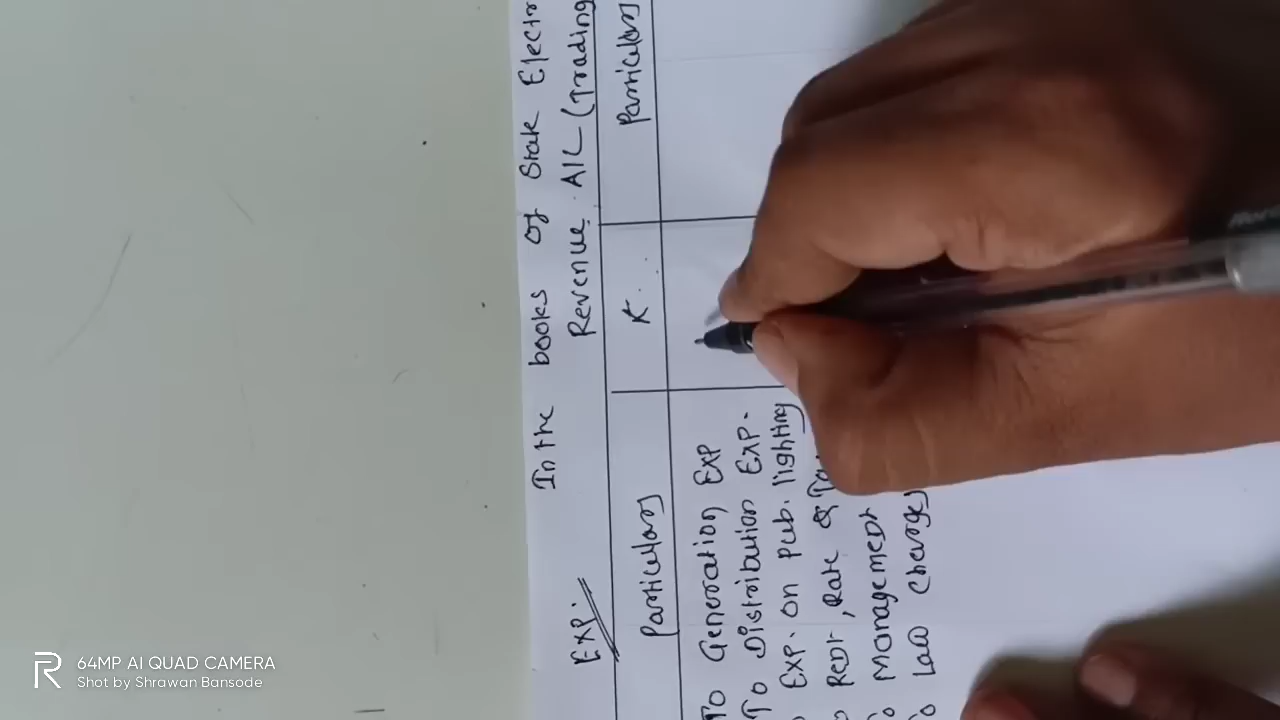 In the books of State Electr
Revenue A/C (Trading
Exp.
Particulars
₹
Particulars
To Generation Exp
To Distribution Exp.
Exp. on Pub. lighting
Rent, Rate &
Management
Law Charges
64MP AI QUAD CAMERA
Shot by Shrawan Bansode